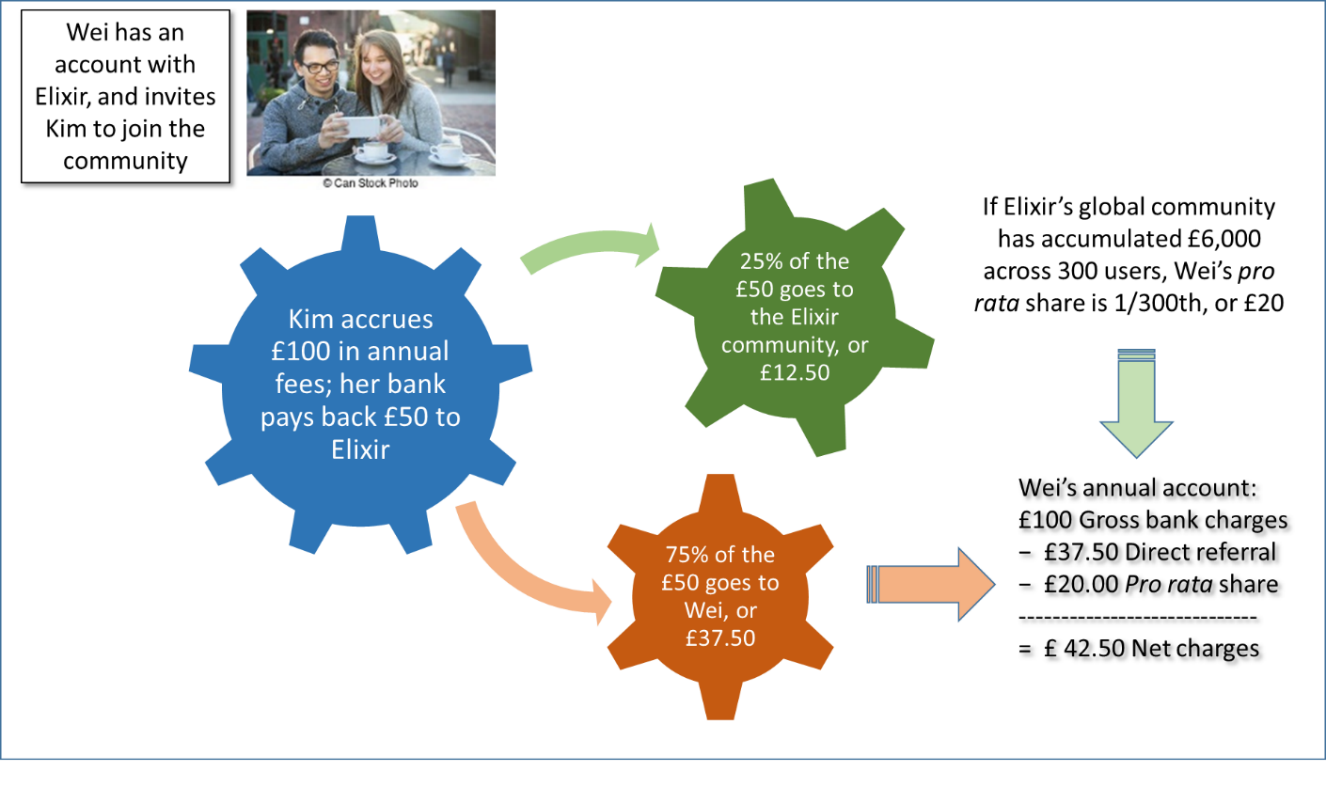 Wei has an
account with
Elixir, and invites
Kim to join the
community
© Can Stock Photo
Kim accrues
£100 in annual
fees; her bank
pays back £50 to
Elixir
25% of the
£50 goes to
the Elixir
community, or
£12.50
75% of the
£50 goes to
Wei, or
£37.50
If Elixir’s global community
has accumulated £6,000
across 300 users, Wei’s pro
rata share is 1/300th, or £20
Wei’s annual account:
£100 Gross bank charges
− £37.50 Direct referral
− £20.00 Pro rata share
----------------------------
= £ 42.50 Net charges